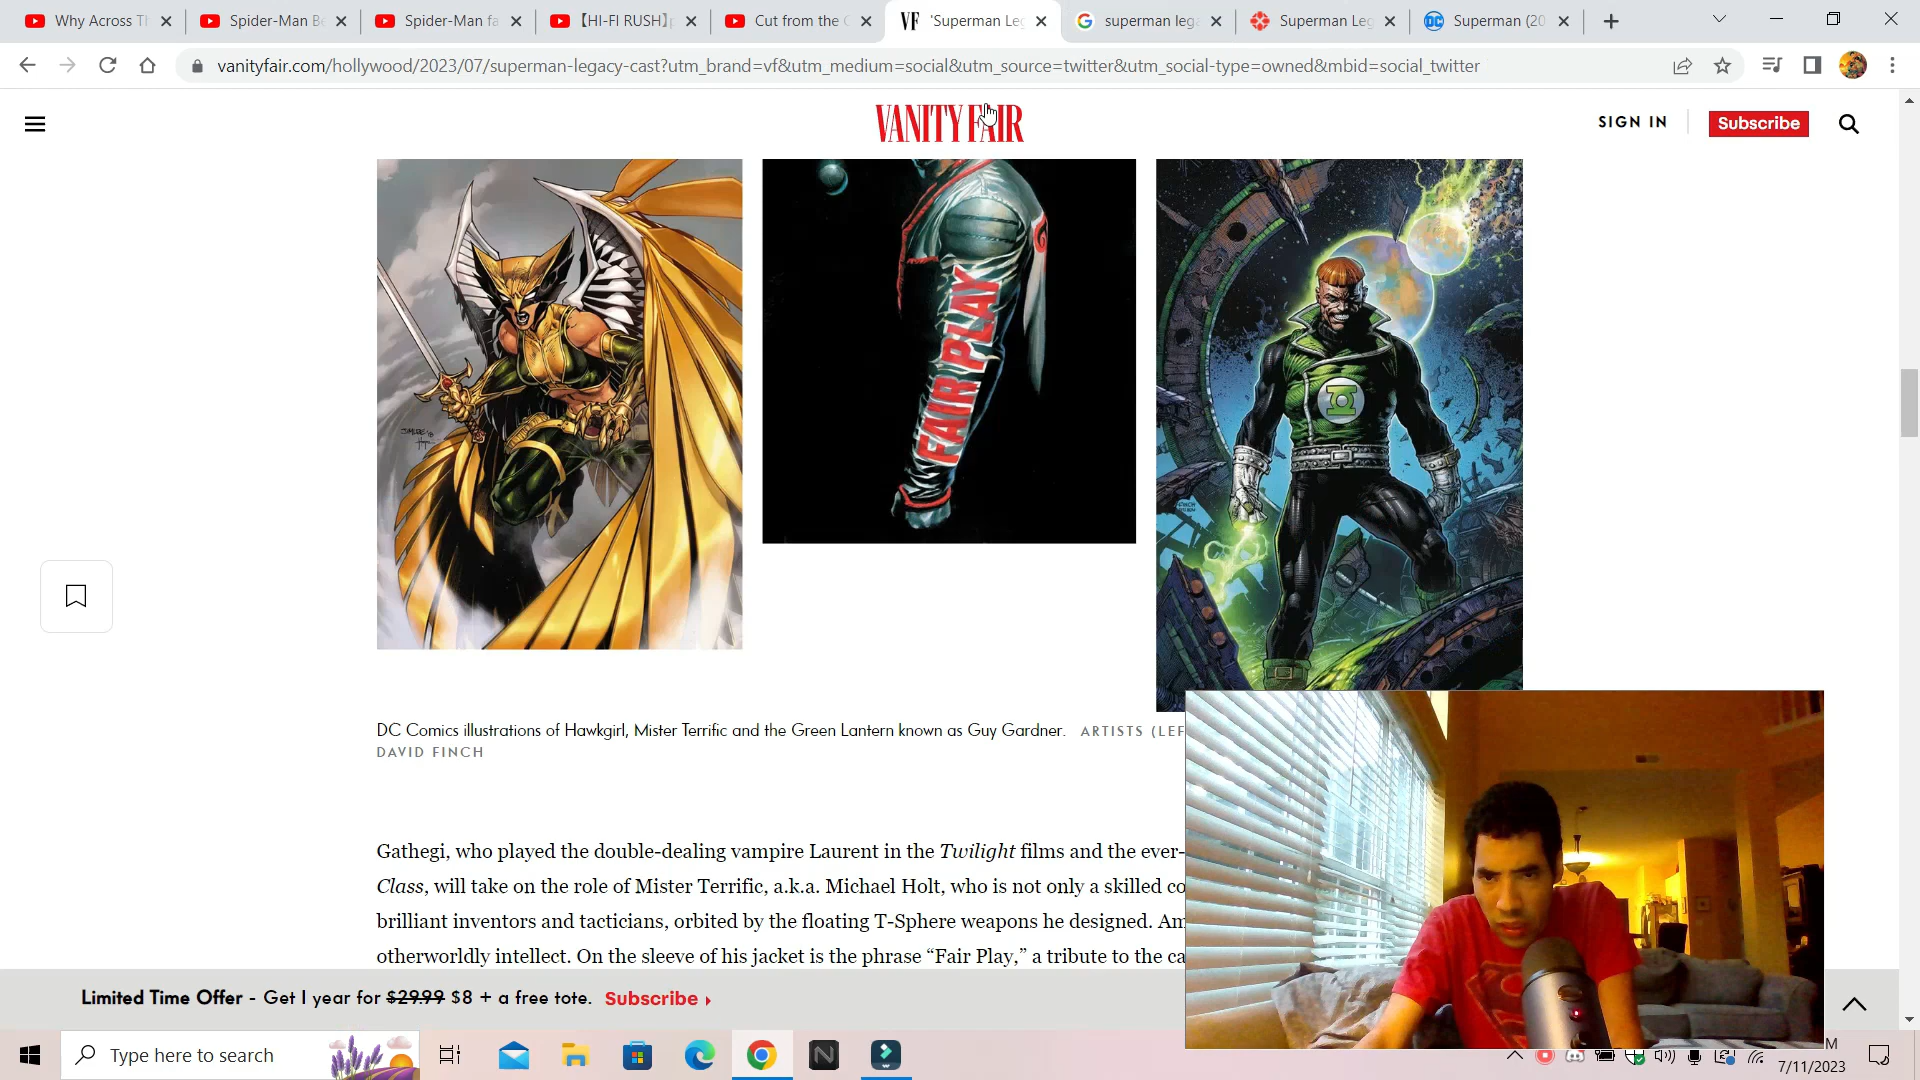 Why Across T
Spider-Man B
Spider-Man fa
【HI-FI RUSH】
Cut from the
VF 'Superman Leg
superman lega
Superman Leg
DC Superman (20
vanityfair.com/hollywood/2023/07/superman-legacy-cast?utm_brand=vf&utm_medium=social&utm_source=twitter&utm_social-type=owned&mbid=social_twitter
VANITY FAIR
SIGN IN
Subscribe
FAIR PLAY
DC Comics illustrations of Hawkgirl, Mister Terrific and the Green Lantern known as Guy Gardner. ARTISTS (LEF
DAVID FINCH
Gathegi, who played the double-dealing vampire Laurent in the Twilight films and the ever-
Class, will take on the role of Mister Terrific, a.k.a. Michael Holt, who is not only a skilled co
brilliant inventors and tacticians, orbited by the floating T-Sphere weapons he designed. Am
otherworldly intellect. On the sleeve of his jacket is the phrase “Fair Play,” a tribute to the ca
Limited Time Offer - Get 1 year for $29.99 $8 + a free tote. Subscribe
Type here to search
N
M
7/11/2023